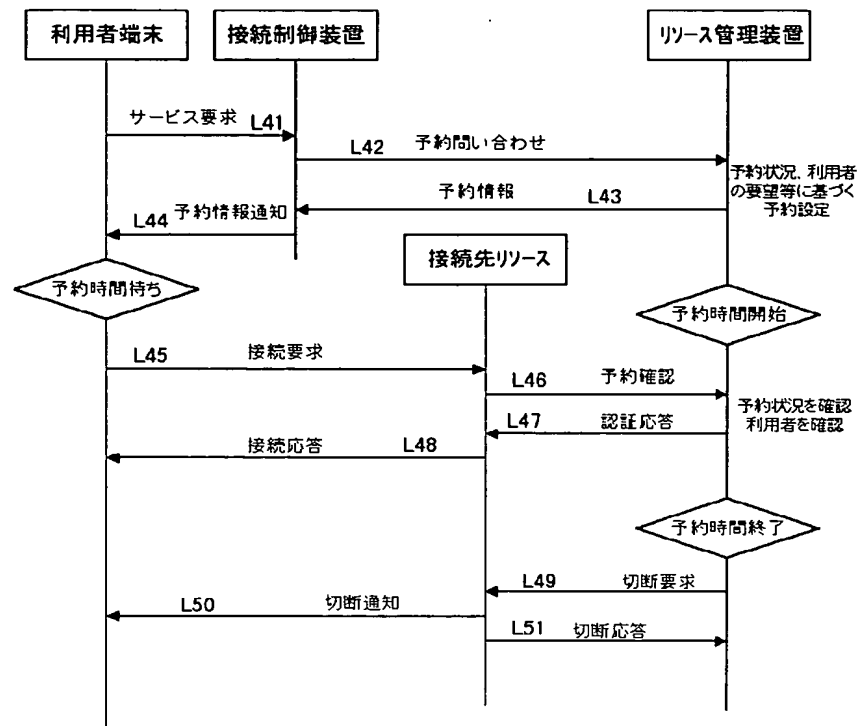 利用者端末
接続制御装置
リソース管理装置
サービス要求
L41
L42
予約問い合わせ
予約状況、利用者
の要望等に基づく
予約設定
予約情報
L43
L44
予約情報通知
接続先リソース
予約時間待ち
予約時間開始
L45
接続要求
L46
予約確認
予約状況を確認
利用者を確認
L47
認証応答
接続応答
L48
予約時間終了
L49
切断要求
L50
切断通知
L51
切断応答